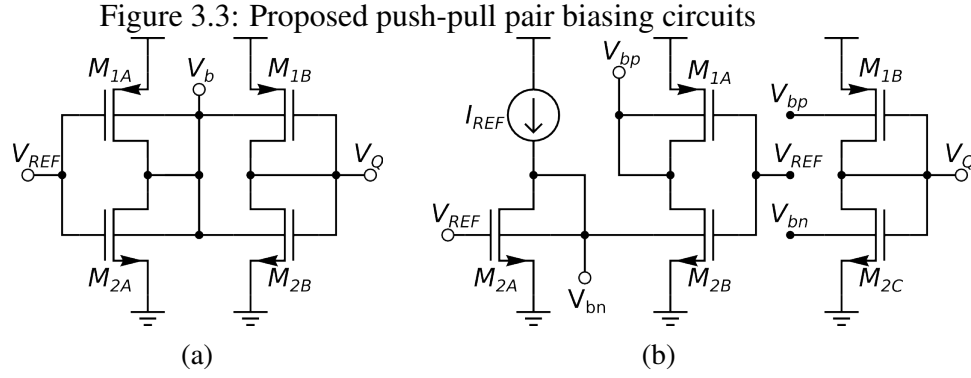 Figure 3.3: Proposed push-pull pair biasing circuits
M1A Vb M1B Vbp M1A M1B
IREF Vbp
VREF VQ VREF VQ
VREF Vbn
M2A M2B M2A M2B M2C
Vbn
(a) (b)